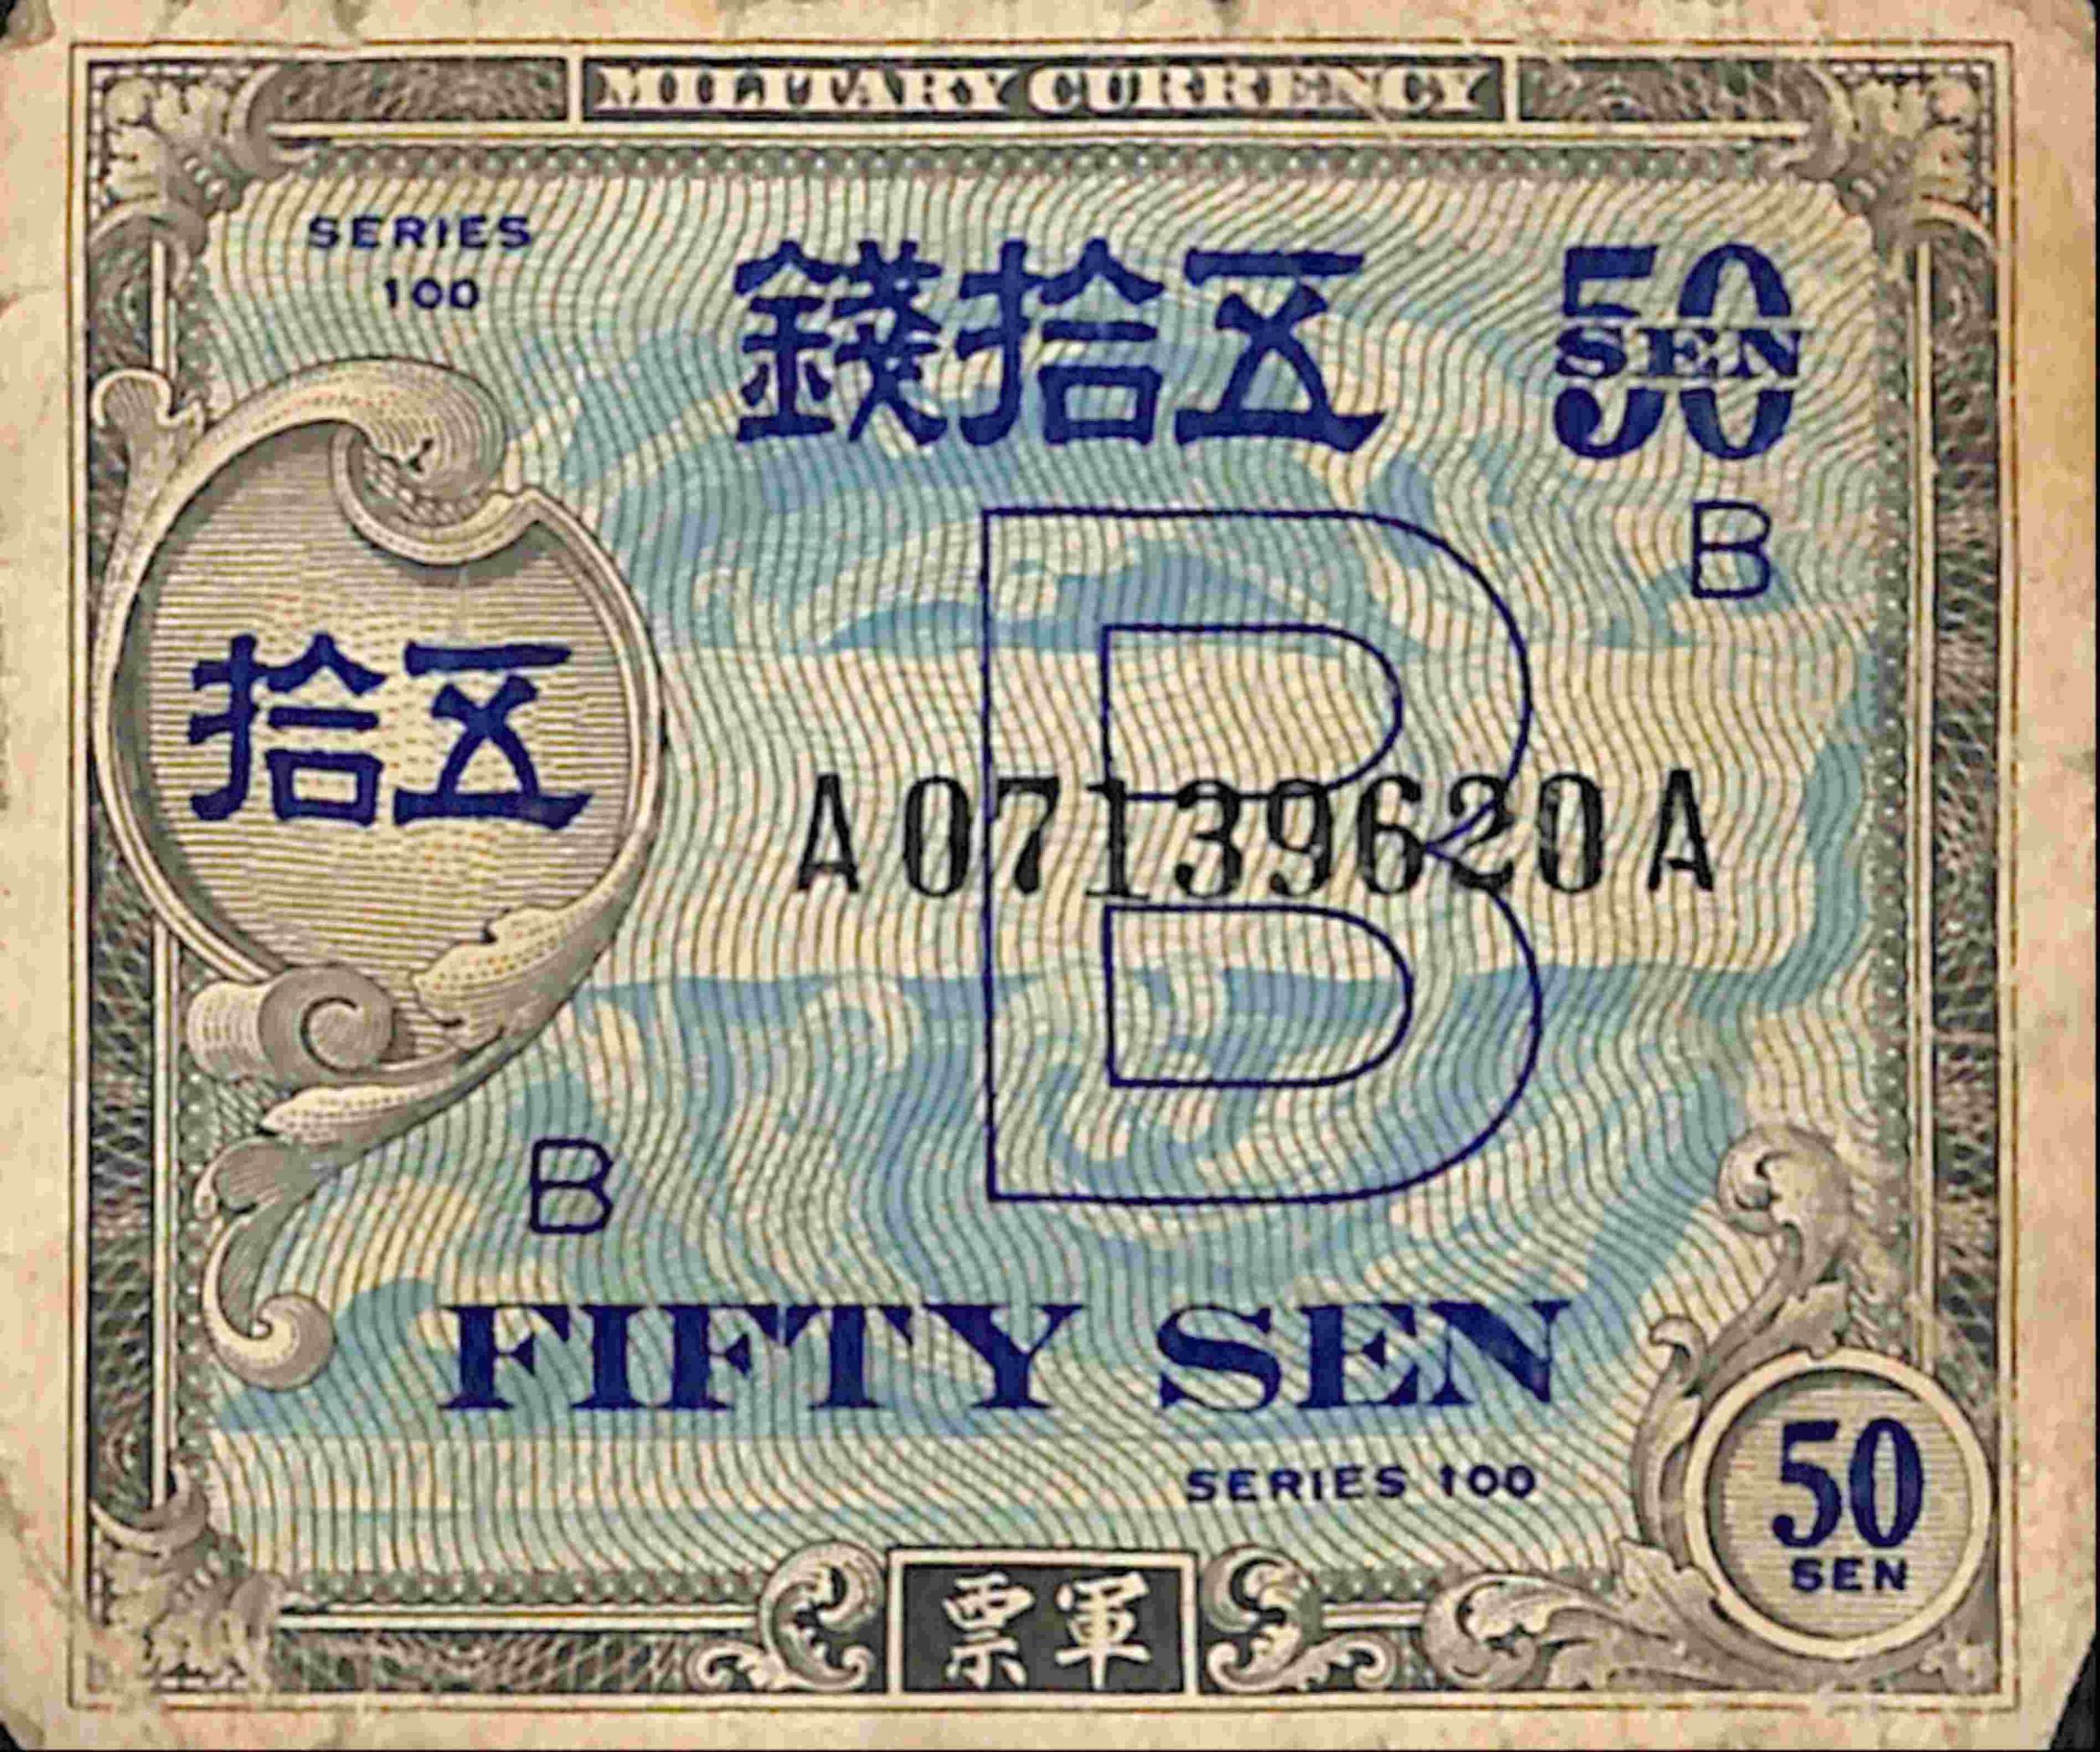 MILITARY CURRENCY
SERIES
100
錢拾五
50
SEN
B
拾五
B
A07139620A
B
FIFTY SEN
SERIES 100
50
SEN
票軍